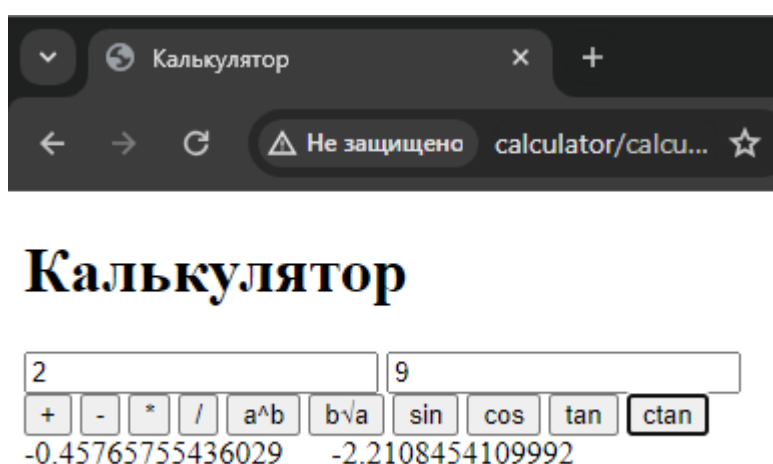 Калькулятор
Не защищено calculator/calcu...
Калькулятор
2 9
+ - * / a^b b√a sin cos tan ctan
-0.45765755436029 -2.2108454109992